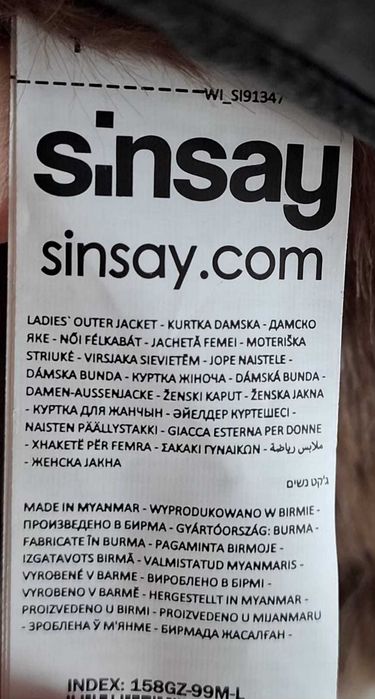 WI_SI91347
sinsay
sinsay.com
LADIES` OUTER JACKET - KURTKA DAMSKA - ДАМСКО
ЯКЕ - NŐI FÉLKABÁT - JACHETĂ FEMEI - MOTERIŠKA
STRIUKĖ - VIRSJAKA SIEVIETĒM - JOPE NAISTELE -
DÁMSKA BUNDA - КУРТКА ЖІНОЧА - DÁMSKÁ BUNDA -
DAMEN-AUSSENJACKE - ŽENSKI KAPUT - ŽENSKA JAKNA
- КУРТКА ДЛЯ ЖАНЧЫН - ӘЙЕЛДЕР КУРТЕШЕСІ -
NAISTEN PÄÄLLYSTAKKI - GIACCA ESTERNA PER DONNE
- XHAKETË PËR FEMRA - ΣΑΚΑΚΙ ΓΥΝΑΙΚΩΝ - ملابس رياضية -
- ЖЕНСКА ЈАКНА
ג'קט נשים
MADE IN MYANMAR - WYPRODUKOWANO W BIRMIE -
ПРОИЗВЕДЕНО В БИРМА - GYÁRTÓORSZÁG: BURMA -
FABRICATE ÎN BURMA - PAGAMINTA BIRMOJE -
IZGATAVOTS BIRMĀ - VALMISTATUD MYANMARIS -
VYROBENÉ V BARME - ВИРОБЛЕНО В БІРМІ -
VYROBENO V BARMĚ - HERGESTELLT IN MYANMAR -
PROIZVEDENO U BIRMI - PROIZVEDENO U MIJANMARU
- ЗРОБЛЕНА Ў М'ЯНМЕ - БИРМАДА ЖАСАЛҒАН -
INDEX: 158GZ-99M-L